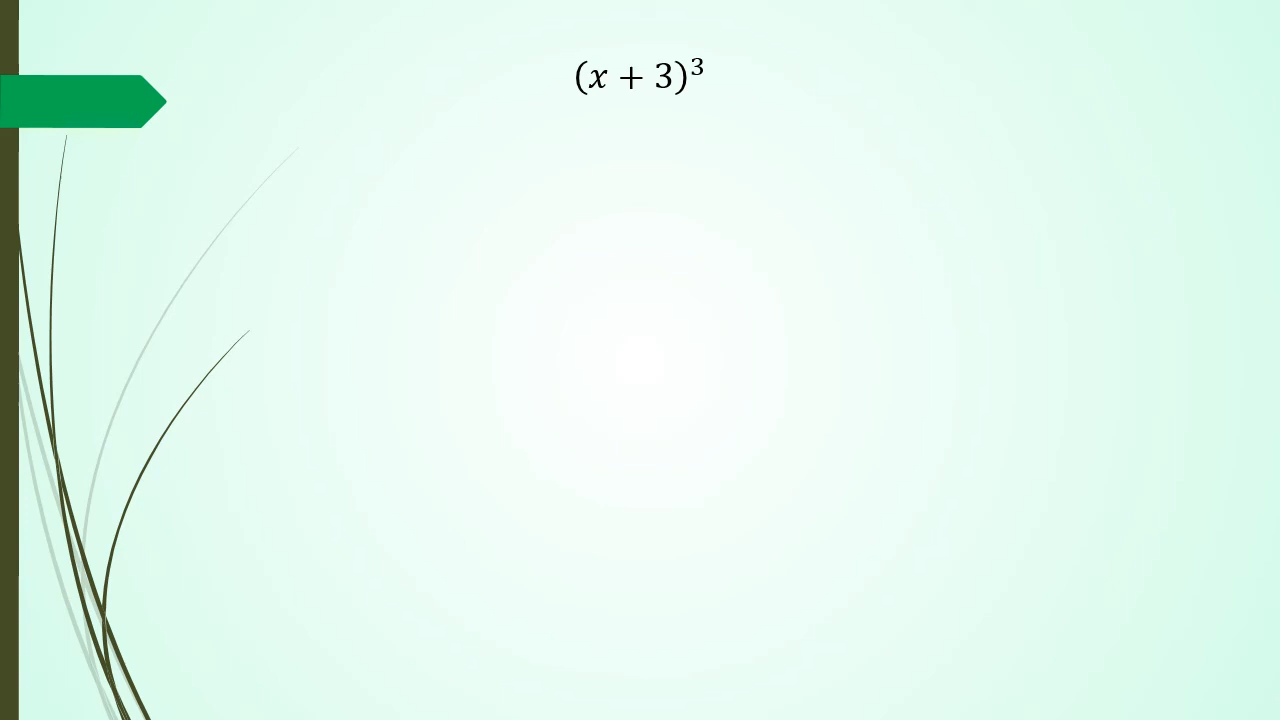 (x + 3)³